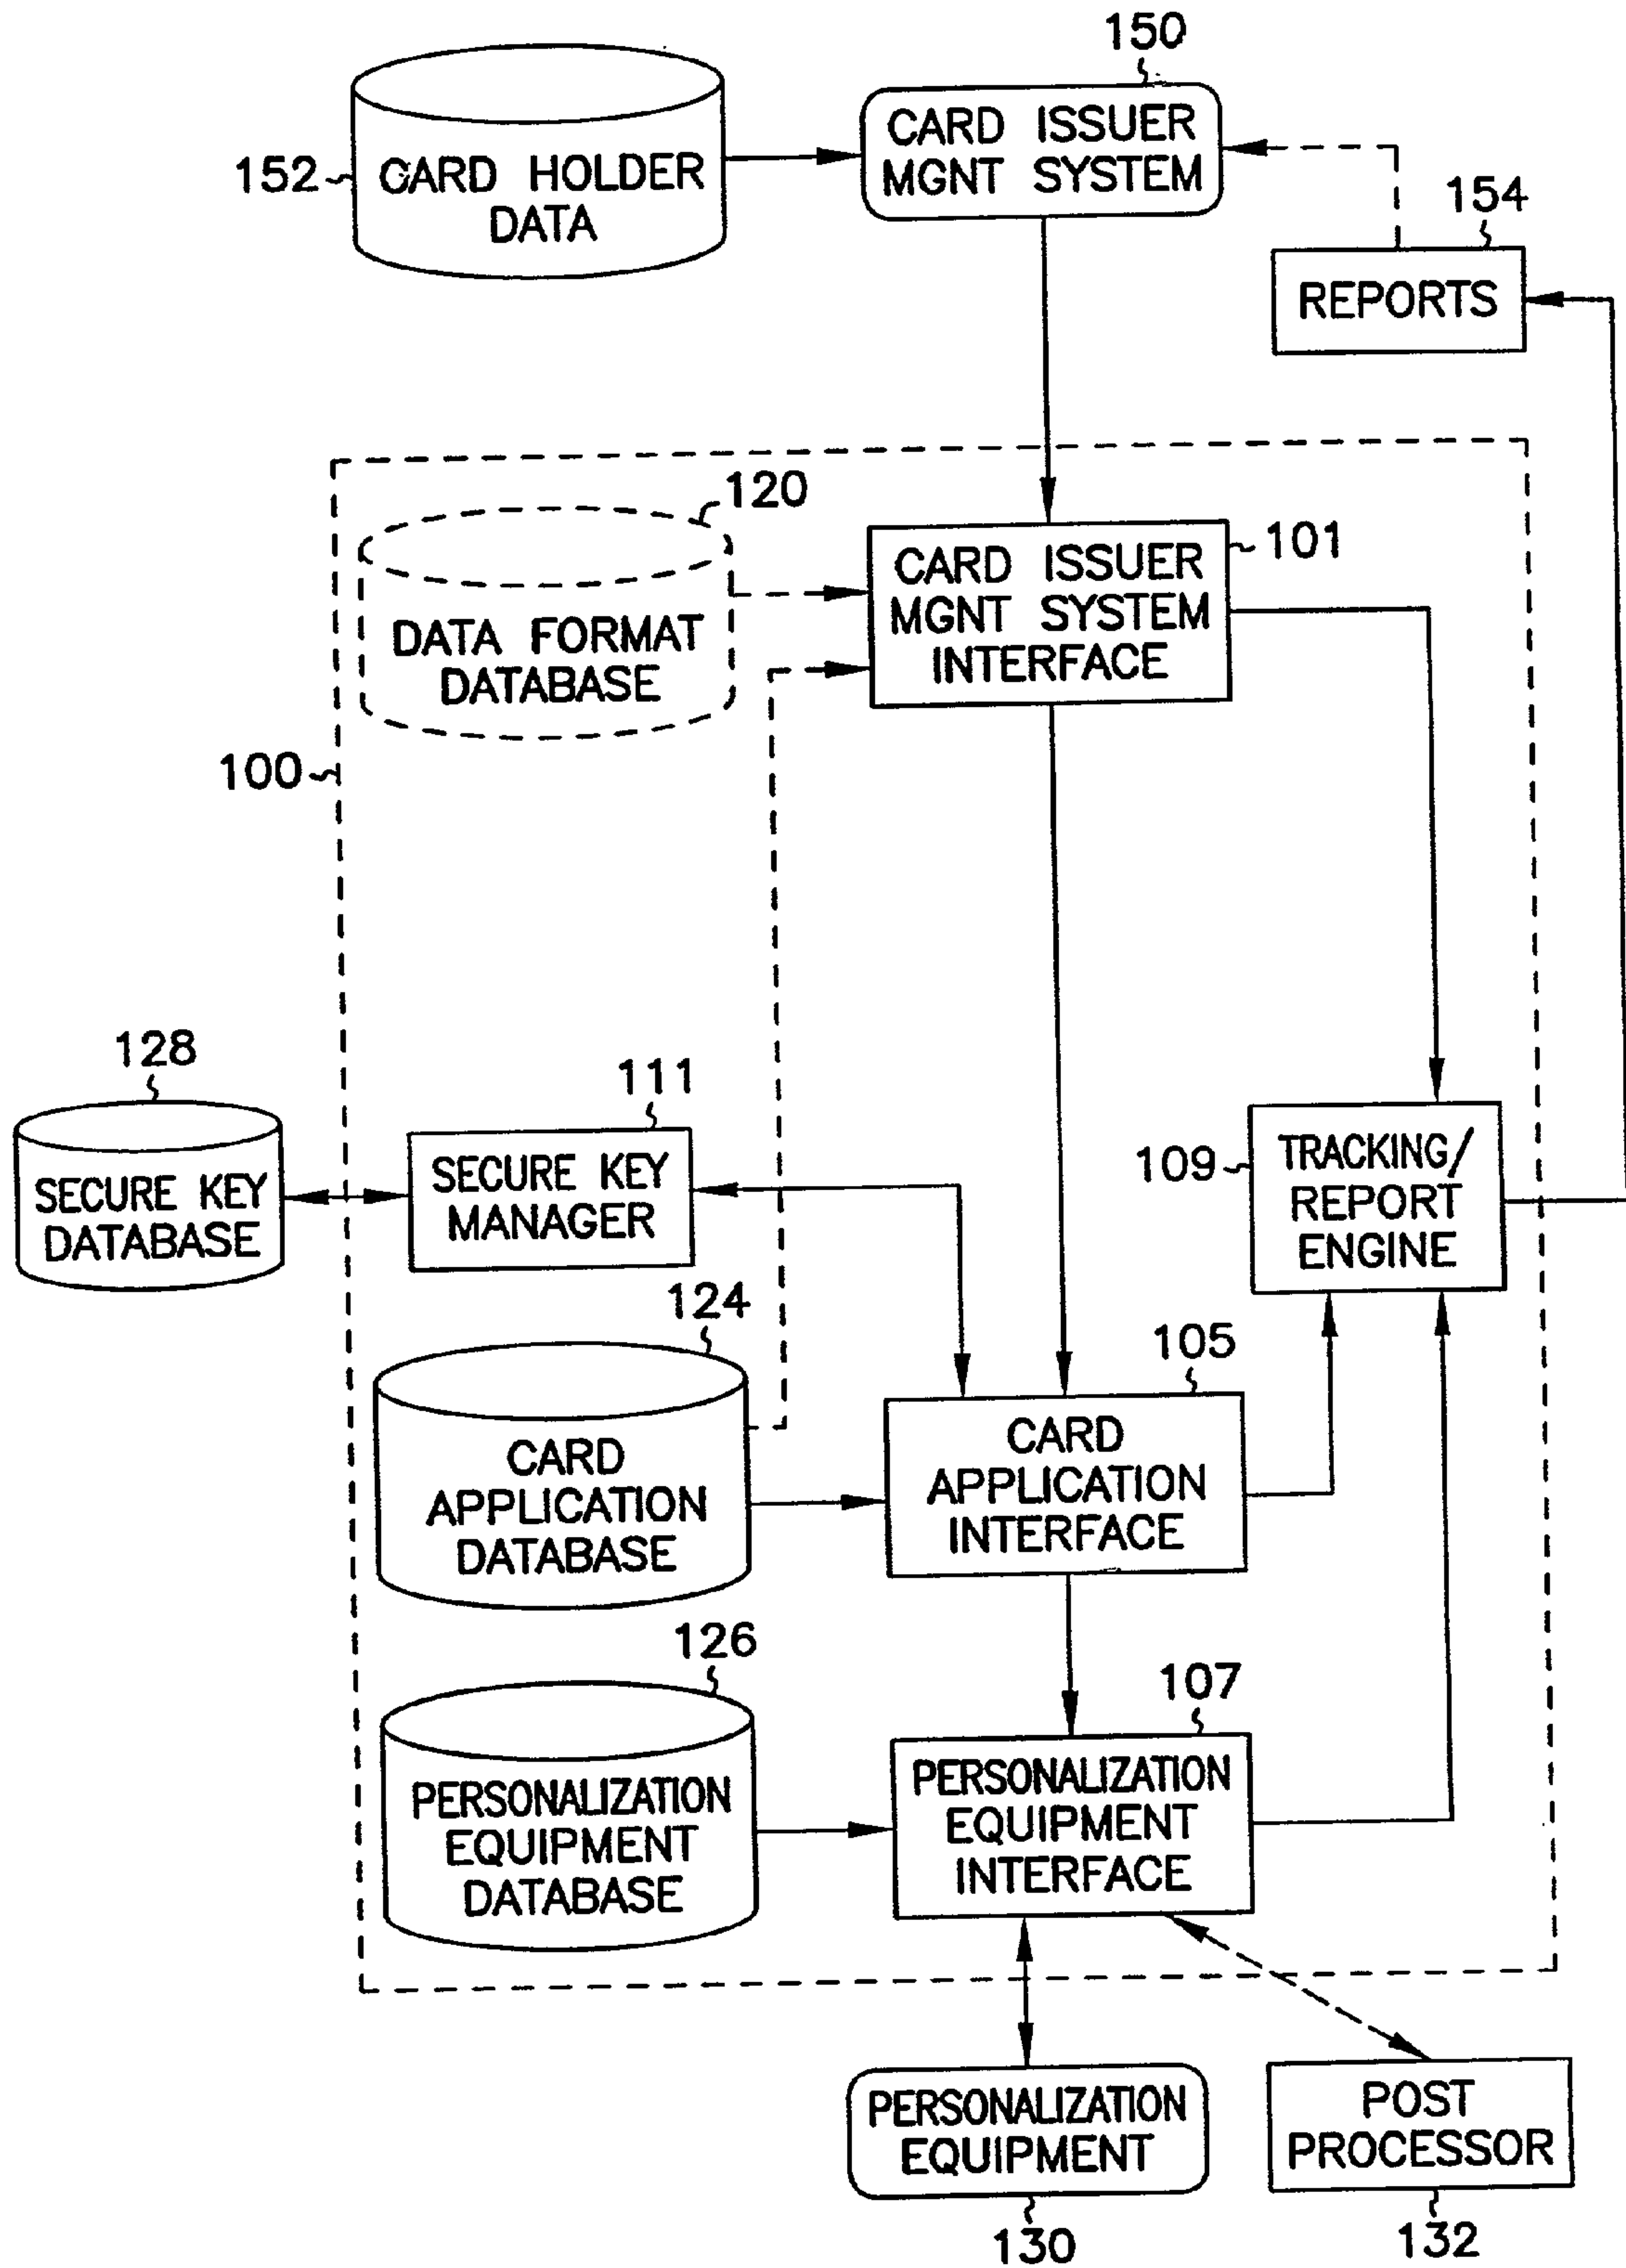 150
CARD ISSUER
MGNT SYSTEM
152
CARD HOLDER
DATA
154
REPORTS
120
DATA FORMAT
DATABASE
101
CARD ISSUER
MGNT SYSTEM
INTERFACE
100
128
SECURE KEY
DATABASE
111
SECURE KEY
MANAGER
109
TRACKING/
REPORT
ENGINE
124
CARD
APPLICATION
DATABASE
105
CARD
APPLICATION
INTERFACE
126
PERSONALIZATION
EQUIPMENT
DATABASE
107
PERSONALIZATION
EQUIPMENT
INTERFACE
PERSONALIZATION
EQUIPMENT
130
POST
PROCESSOR
132